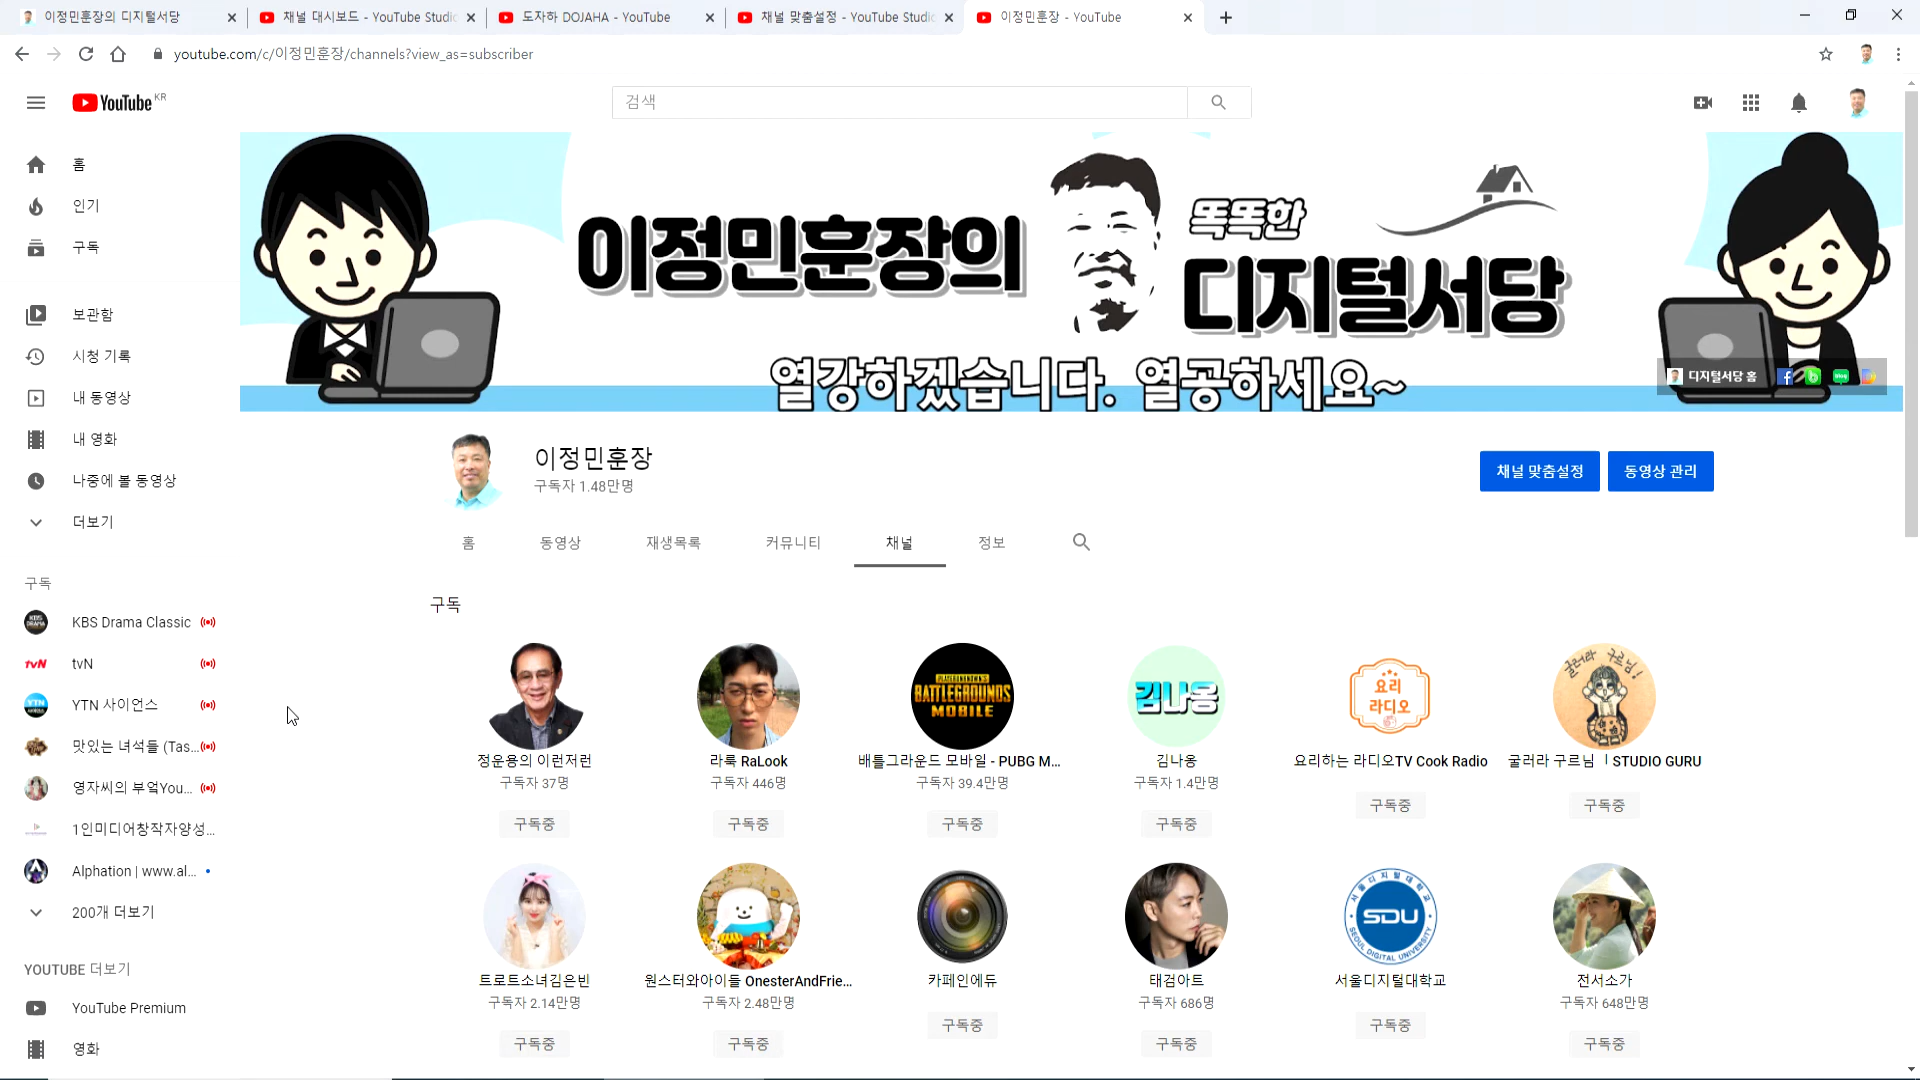 이정민훈장의 디지털서당
채널 대시보드 - YouTube Studio
도자하 DOJAHA - YouTube
채널 맞춤설정 - YouTube Studio
이정민훈장 - YouTube
youtube.com/c/이정민훈장/channels?view_as=subscriber
YouTube KR
검색
홈
인기
구독
보관함
시청 기록
내 동영상
내 영화
나중에 볼 동영상
더보기
구독
KBS Drama Classic
tvN
YTN 사이언스
맛있는 녀석들 (Tas...
영자씨의 부엌You...
1인미디어창작자양성...
Alphation | www.al...
200개 더보기
YOUTUBE 더보기
YouTube Premium
영화
이정민훈장의
똑똑한
디지털서당
열강하겠습니다. 열공하세요~
디지털서당 홈
이정민훈장
구독자 1.48만명
채널 맞춤설정
동영상 관리
홈 동영상 재생목록 커뮤니티 채널 정보
구독
BATTLEGROUNDS
MOBILE
김나옹
요리
라디오
굴러라 구르님!
정운용의 이런저런
라룩 RaLook
배틀그라운드 모바일 - PUBG M...
김나옹
요리하는 라디오TV Cook Radio
굴러라 구르님 ㅣSTUDIO GURU
구독자 37명
구독자 446명
구독자 39.4만명
구독자 1.4만명
구독중
구독중
구독중
구독중
구독중
구독중
서울디지털대학교
SDU
SEOUL DIGITAL UNIVERSITY
트로트소녀김은빈
원스터와아이들 OnesterAndFrie...
카페인에듀
태검아트
서울디지털대학교
전서소가
구독자 2.14만명
구독자 2.48만명
구독자 686명
구독자 648만명
구독중
구독중
구독중
구독중
구독중
구독중